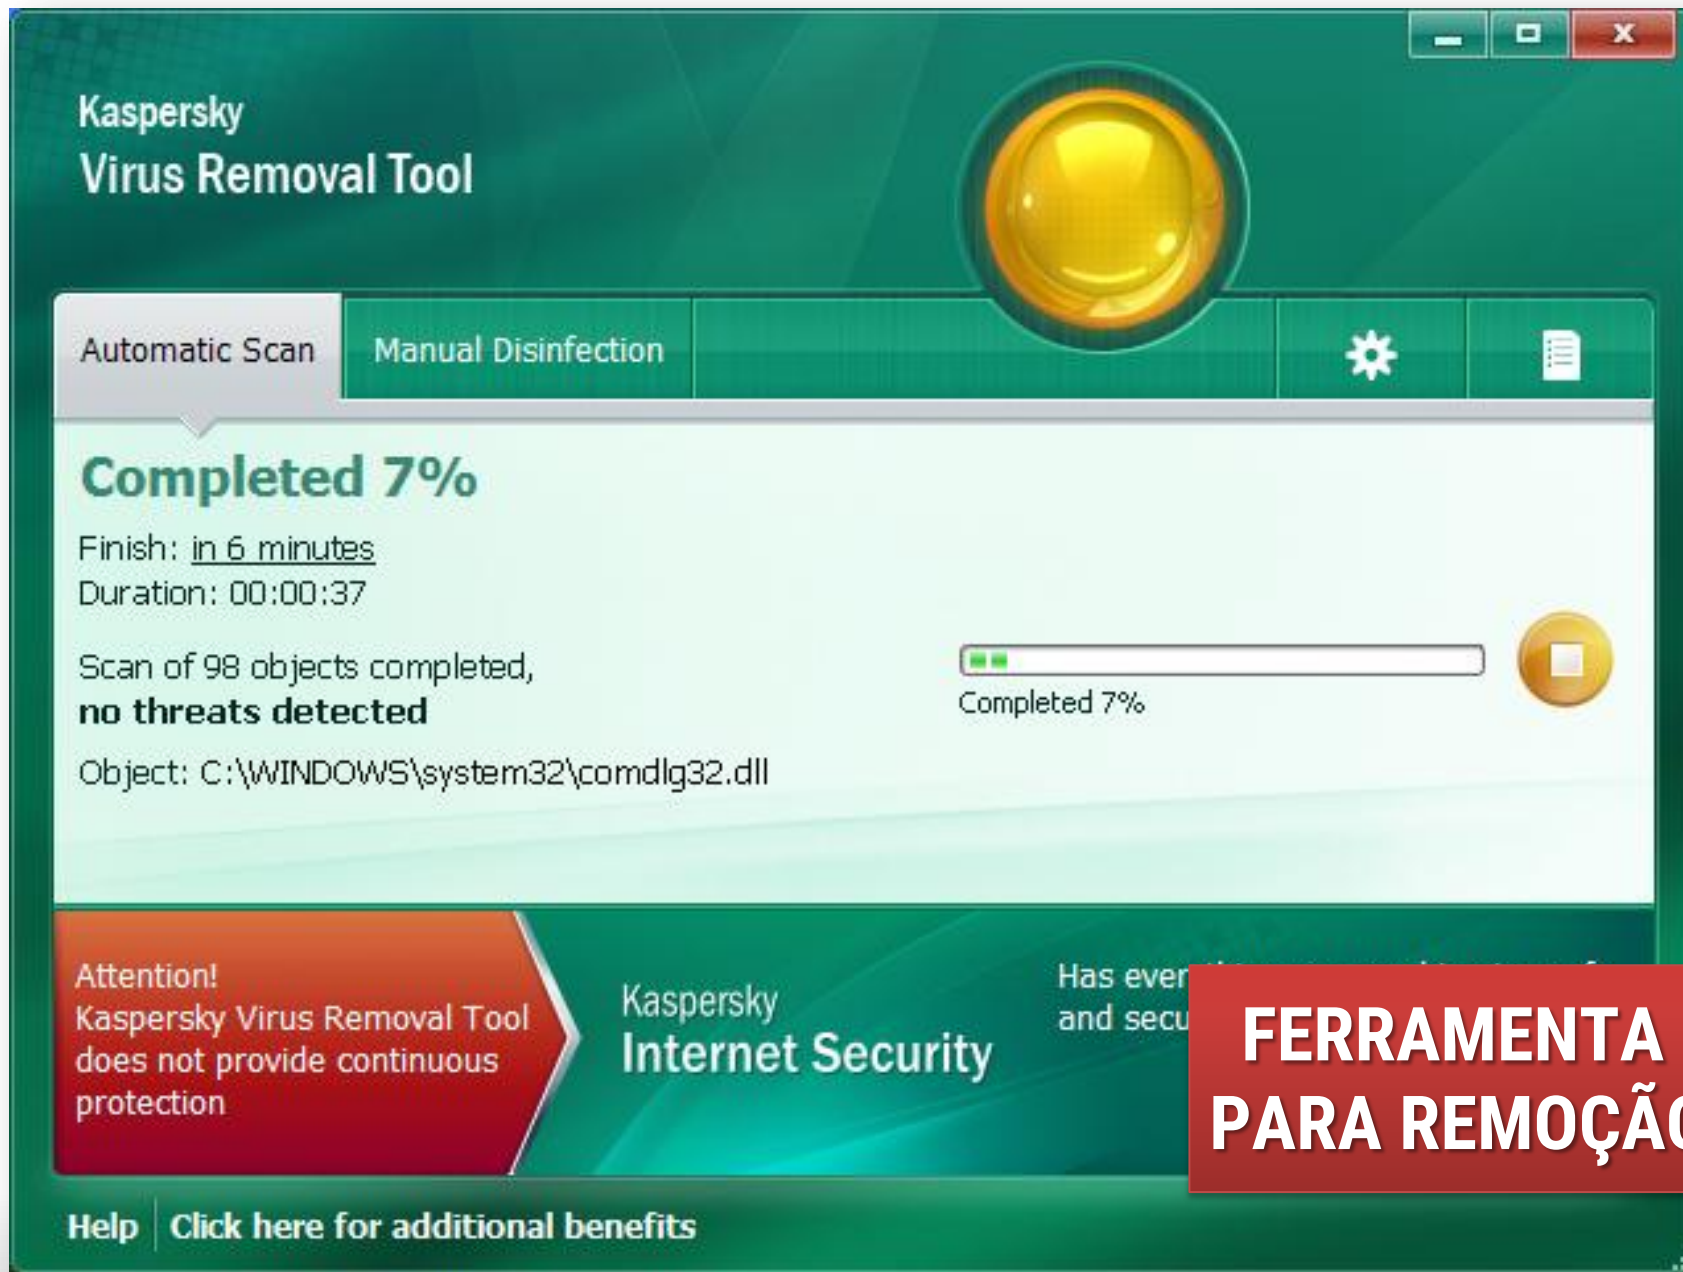 Kaspersky
Virus Removal Tool
Automatic Scan
Manual Disinfection
Completed 7%
Finish: in 6 minutes
Duration: 00:00:37
Scan of 98 objects completed,
no threats detected
Object: C:\WINDOWS\system32\comdlg32.dll
Completed 7%
Attention!
Kaspersky Virus Removal Tool
does not provide continuous
protection
Kaspersky
Internet Security
Has
and
FERRAMENTA
PARA REMOÇÃO
Help
Click here for additional benefits